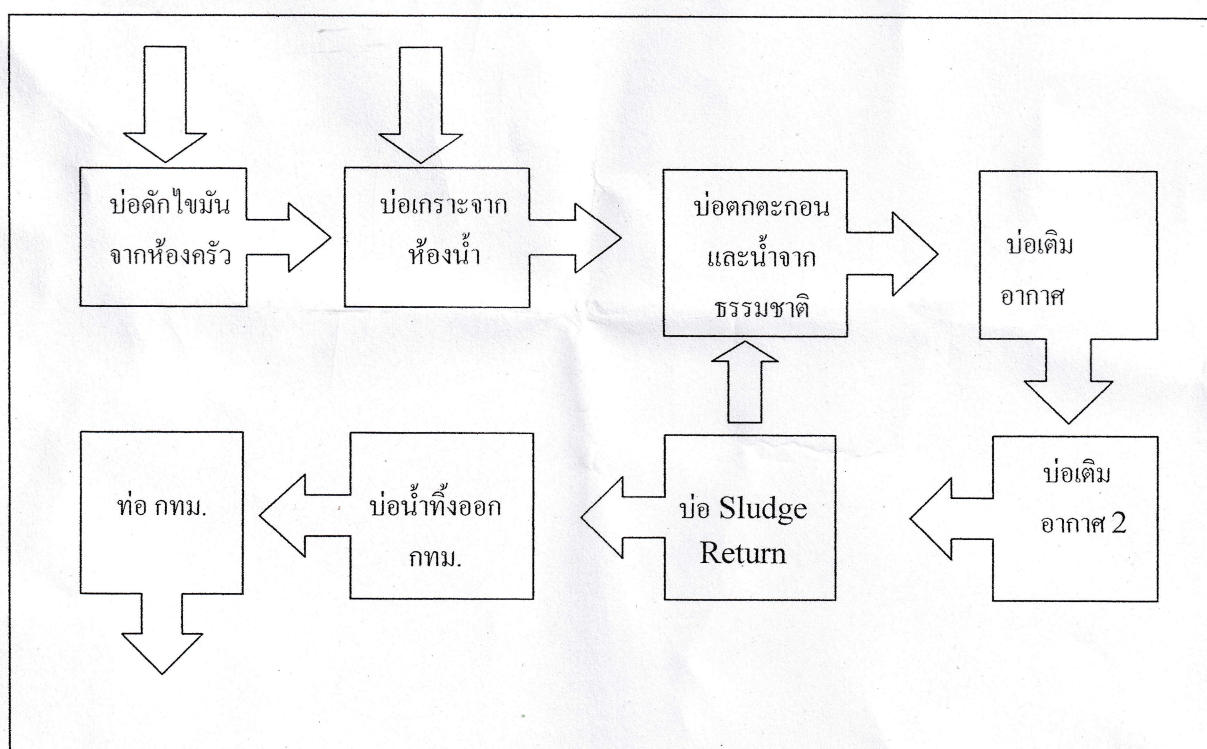 บ่อดักไขมัน
จากห้องครัว
บ่อเกราะจาก
ห้องน้ำ
บ่อตกตะกอน
และน้ำจาก
ธรรมชาติ
บ่อเติม
อากาศ
ท่อ กทม.
บ่อน้ำทิ้งออก
กทม.
บ่อ Sludge
Return
บ่อเติม
อากาศ 2